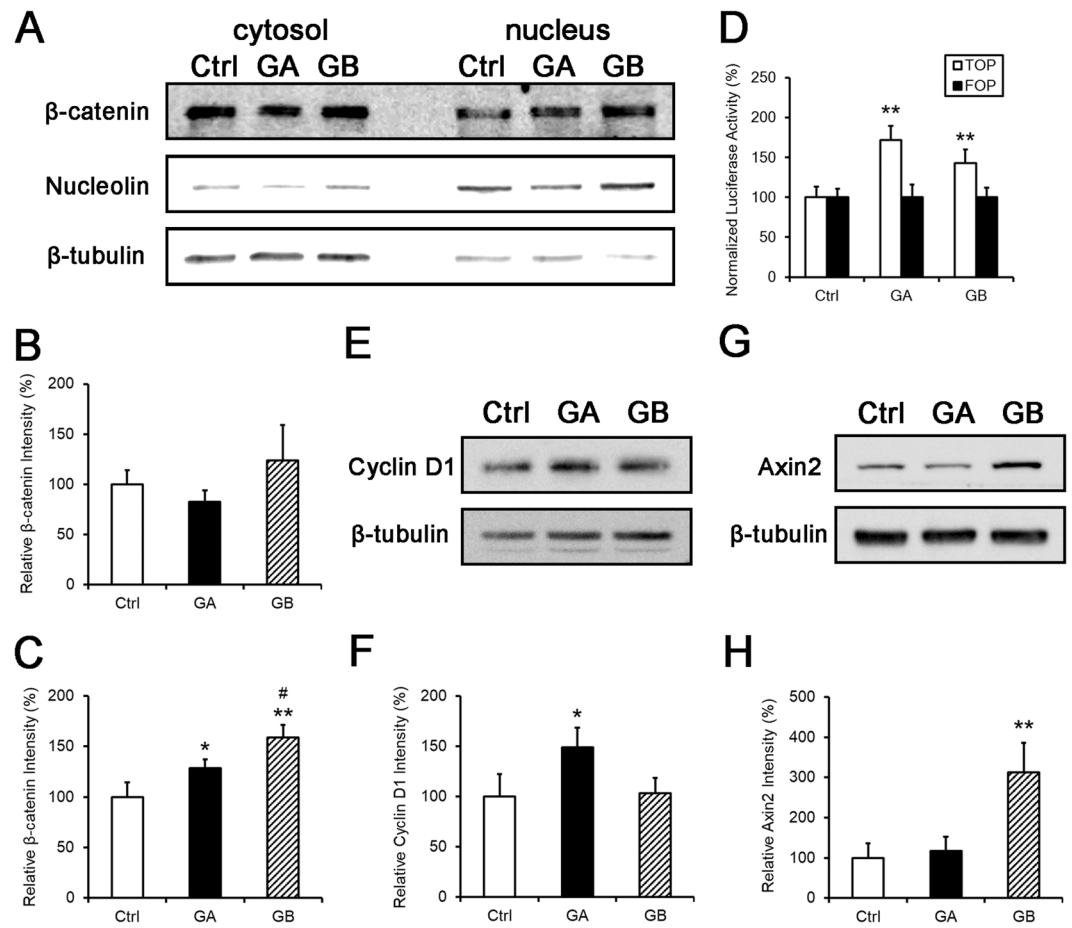 A
cytosol nucleus
Ctrl GA GB Ctrl GA GB
β-catenin
Nucleolin
β-tubulin
D
TOP
FOP
Normalized Luciferase Activity (%)
250
200
150
100
50
0
** **
Ctrl GA GB
B
Relative β-catenin Intensity (%)
200
150
100
50
0
Ctrl GA GB
E
Ctrl GA GB
Cyclin D1
β-tubulin
G
Ctrl GA GB
Axin2
β-tubulin
C
Relative β-catenin Intensity (%)
200
150
100
50
0
#
* **
Ctrl GA GB
F
Relative Cyclin D1 Intensity (%)
200
150
100
50
0
*
Ctrl GA GB
H
Relative Axin2 Intensity (%)
500
400
300
200
100
0
**
Ctrl GA GB